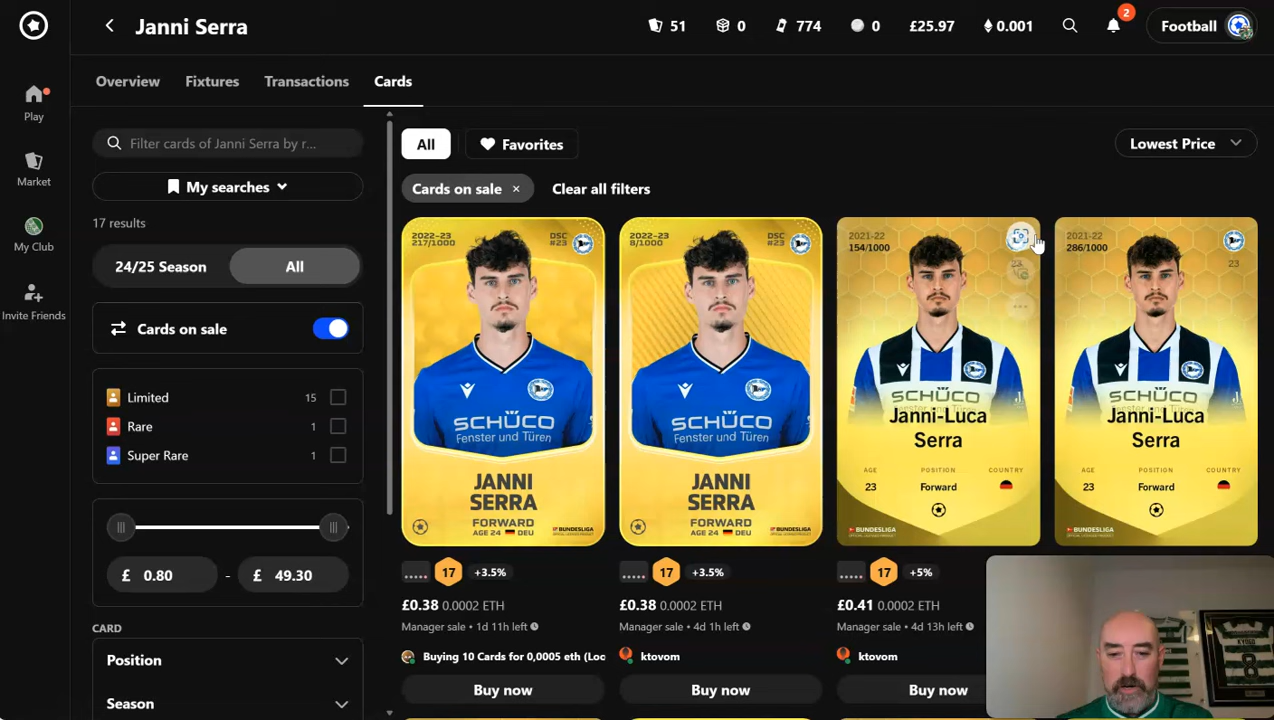 Janni Serra
51
0
774
0
£25.97
0.001
2
Football
Overview
Fixtures
Transactions
Cards
Play
Market
My Club
Invite Friends
Filter cards of Janni Serra by r...
My searches
17 results
24/25 Season
All
Cards on sale
Limited
15
Rare
1
Super Rare
1
£ 0.80
-
£ 49.30
CARD
Position
Season
All
Favorites
Lowest Price
Cards on sale ×
Clear all filters
2022-23
217/1000
DSC
#23
SCHÜCO
Fenster und Türen
JANNI
SERRA
FORWARD
AGE 24 DEU
BUNDESLIGA
17
+3.5%
£0.38 0.0002 ETH
Manager sale • 1d 11h left
Buying 10 Cards for 0,0005 eth (Loc
Buy now
2022-23
8/1000
DSC
#23
SCHÜCO
Fenster und Türen
JANNI
SERRA
FORWARD
AGE 24 DEU
BUNDESLIGA
17
+3.5%
£0.38 0.0002 ETH
Manager sale • 4d 1h left
ktovom
Buy now
2021-22
154/1000
Janni-Luca
Serra
AGE
POSITION
COUNTRY
23
Forward
BUNDESLIGA
17
+5%
£0.41 0.0002 ETH
Manager sale • 4d 13h left
ktovom
Buy now
2021-22
286/1000
23
Janni-Luca
Serra
AGE
POSITION
COUNTRY
23
Forward
BUNDESLIGA
8